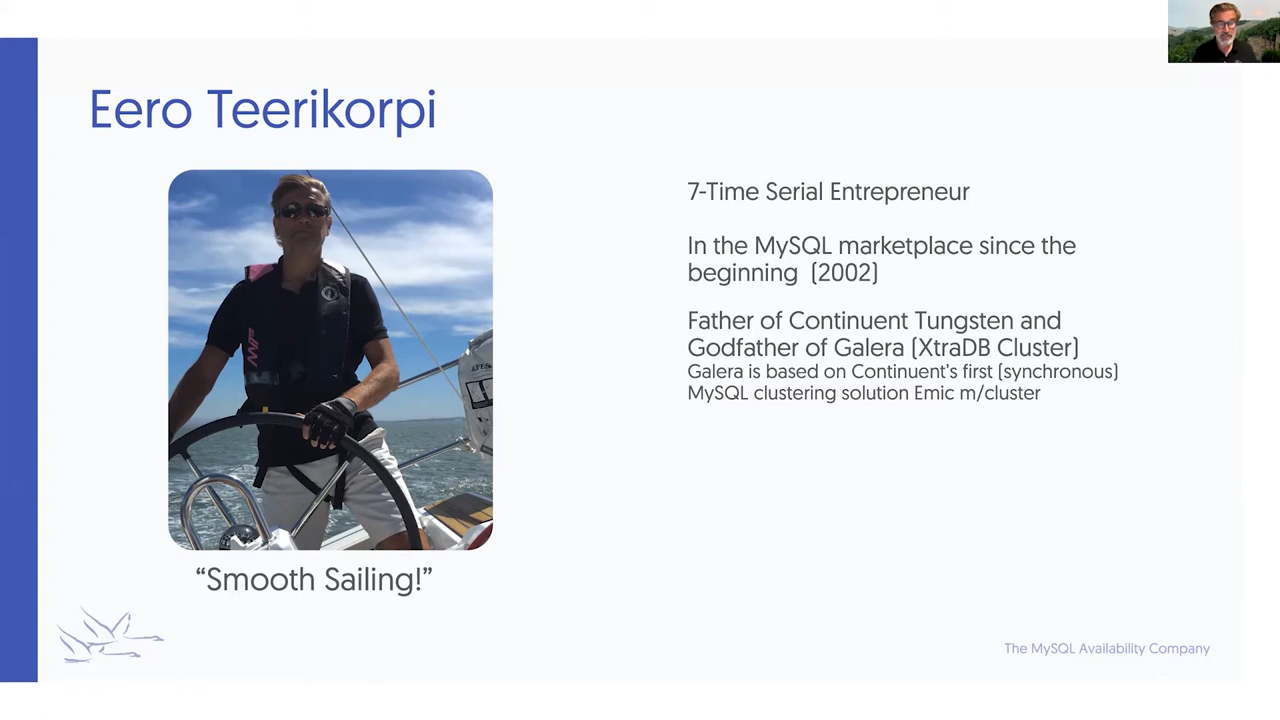 Eero Teerikorpi
7-Time Serial Entrepreneur
In the MySQL marketplace since the
beginning (2002)
Father of Continuent Tungsten and
Godfather of Galera (XtraDB Cluster)
Galera is based on Continuent's first (synchronous)
MySQL clustering solution Emic m/cluster
“Smooth Sailing!”
The MySQL Availability Company